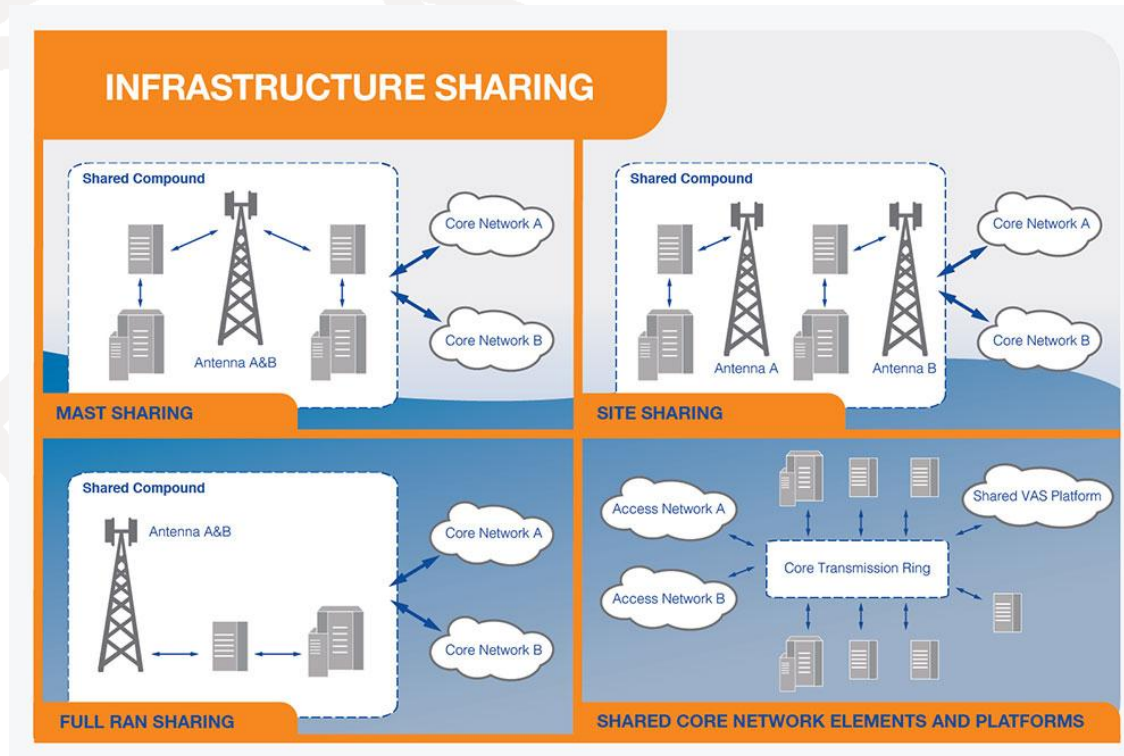 INFRASTRUCTURE SHARING
Shared Compound
Antenna A&B
Core Network A
Core Network B
MAST SHARING
Shared Compound
Antenna A
Antenna B
Core Network A
Core Network B
SITE SHARING
Shared Compound
Antenna A&B
Core Network A
Core Network B
FULL RAN SHARING
Access Network A
Access Network B
Core Transmission Ring
Shared VAS Platform
SHARED CORE NETWORK ELEMENTS AND PLATFORMS